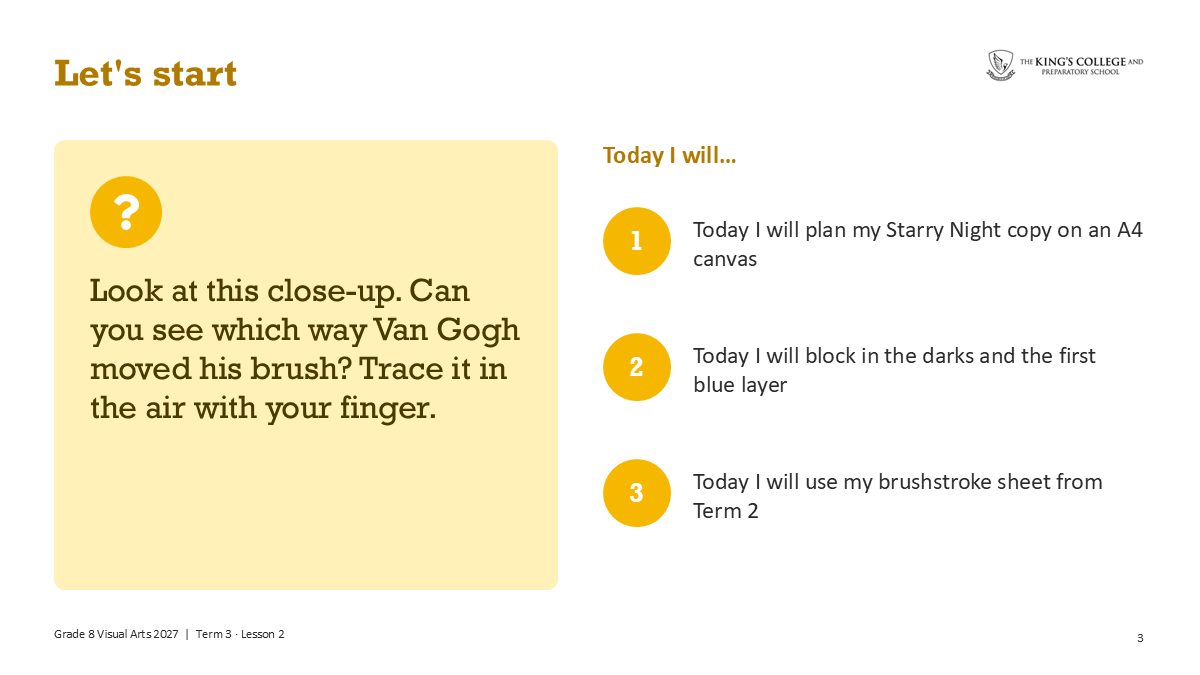 Let's start
THE KING'S COLLEGE AND
PREPARATORY SCHOOL
?
Look at this close-up. Can
you see which way Van Gogh
moved his brush? Trace it in
the air with your finger.
Today I will...
1
Today I will plan my Starry Night copy on an A4
canvas
2
Today I will block in the darks and the first
blue layer
3
Today I will use my brushstroke sheet from
Term 2
Grade 8 Visual Arts 2027 | Term 3 · Lesson 2
3